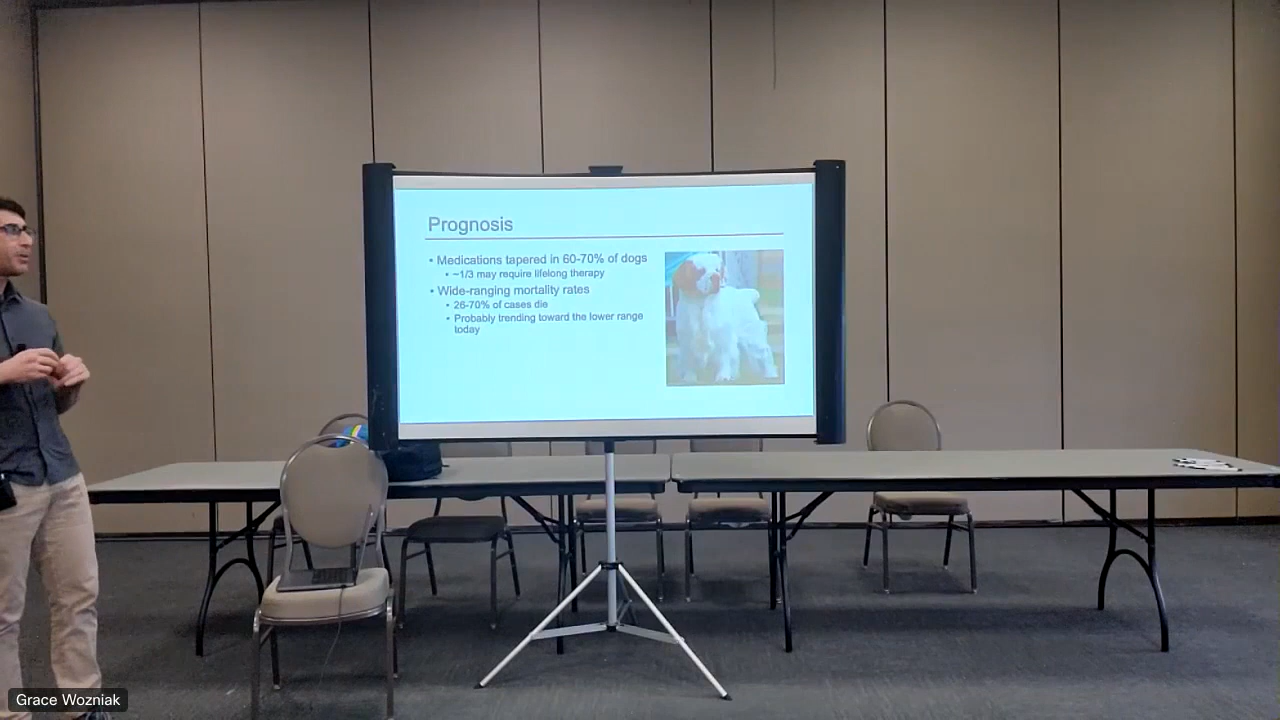 Prognosis
• Medications tapered in 60-70% of dogs
• ~1/3 may require lifelong therapy
• Wide-ranging mortality rates
• 26-70% of cases die
• Probably trending toward the lower range
today
Grace Wozniak